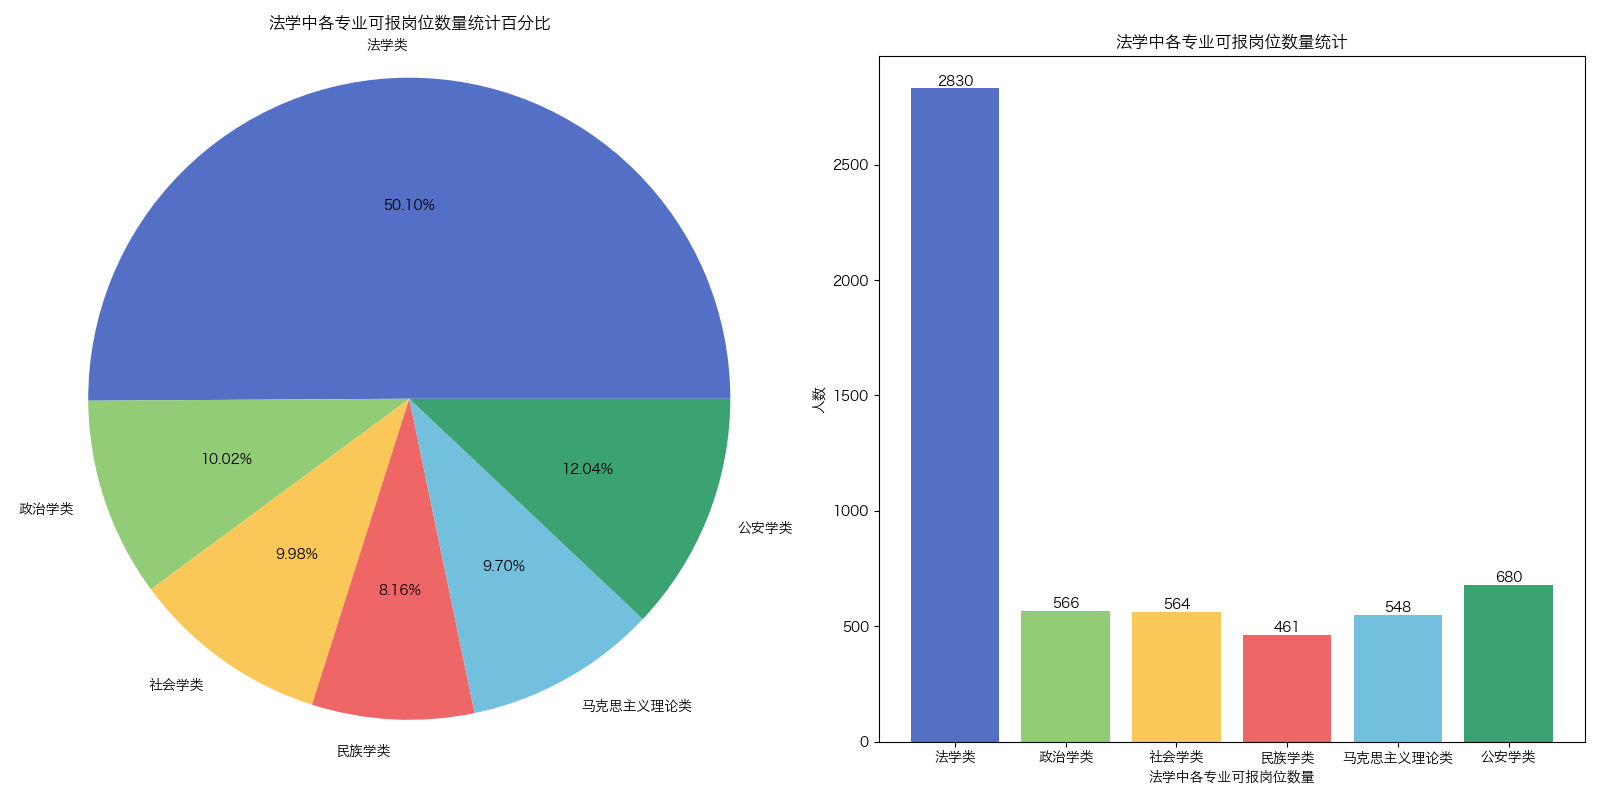 法学中各专业可报岗位数量统计百分比
法学类
50.10%
10.02%
政治学类
9.98%
社会学类
8.16%
民族学类
9.70%
马克思主义理论类
12.04%
公安学类
法学中各专业可报岗位数量统计
人数
2500
2000
1500
1000
500
0
2830
566
564
461
548
680
法学类 政治学类 社会学类 民族学类 马克思主义理论类 公安学类
法学中各专业可报岗位数量